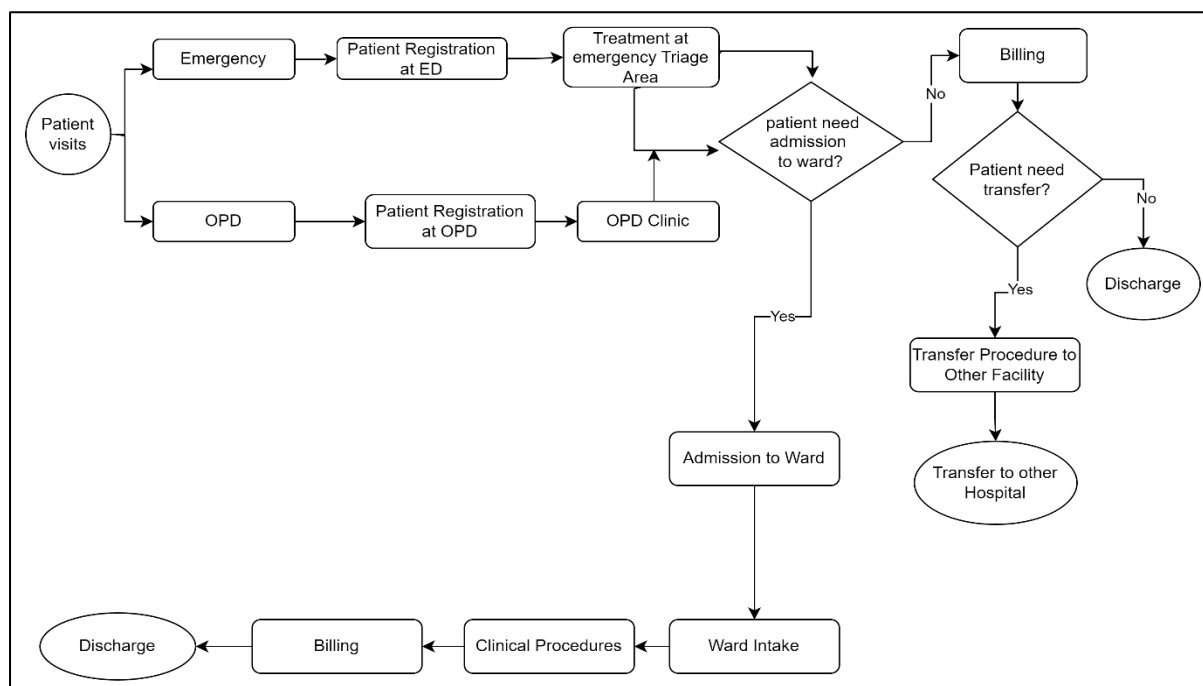 Emergency
Patient Registration
at ED
Treatment at
emergency Triage
Area
Billing
No
Patient
visits
patient need
admission
to ward?
Patient need
transfer?
No
OPD
Patient Registration
at OPD
OPD Clinic
Discharge
Yes
Yes
Transfer Procedure to
Other Facility
Admission to Ward
Transfer to other
Hospital
Discharge
Billing
Clinical Procedures
Ward Intake